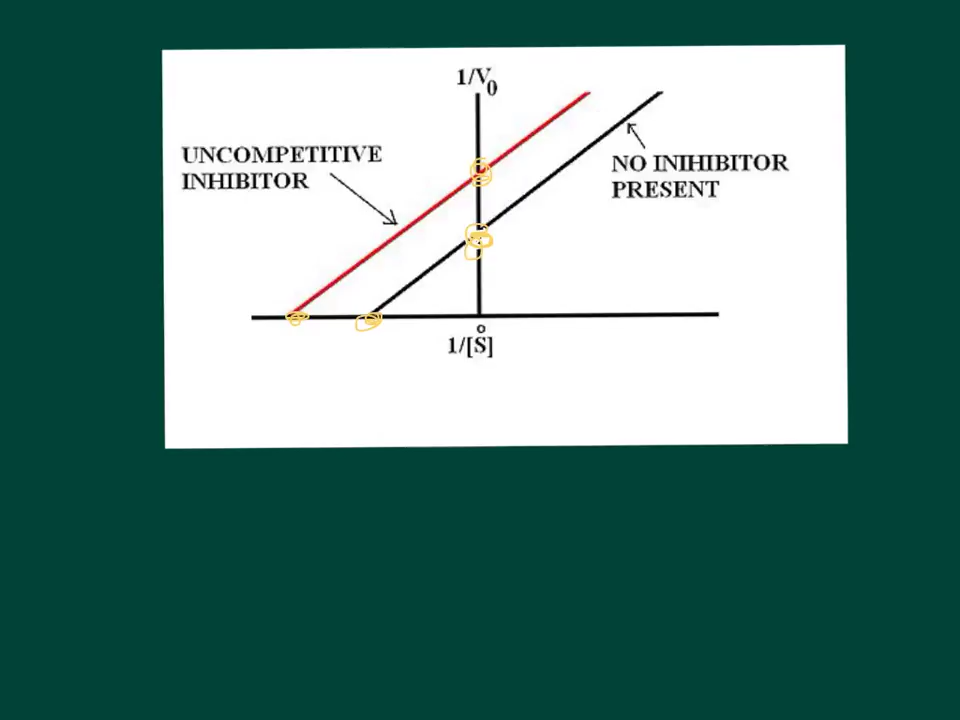 1/V0
UNCOMPETITIVE
INHIBITOR
NO INIHIBITOR
PRESENT
1/[S]